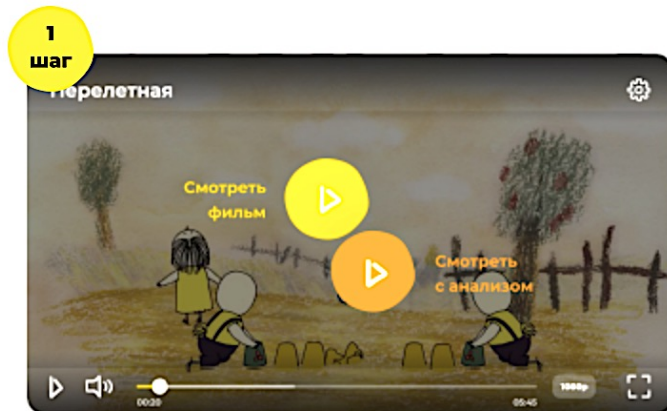 1
шаг
Перелетная
Смотреть
фильм
Смотреть
с анализом
00:20
05:45
1080p